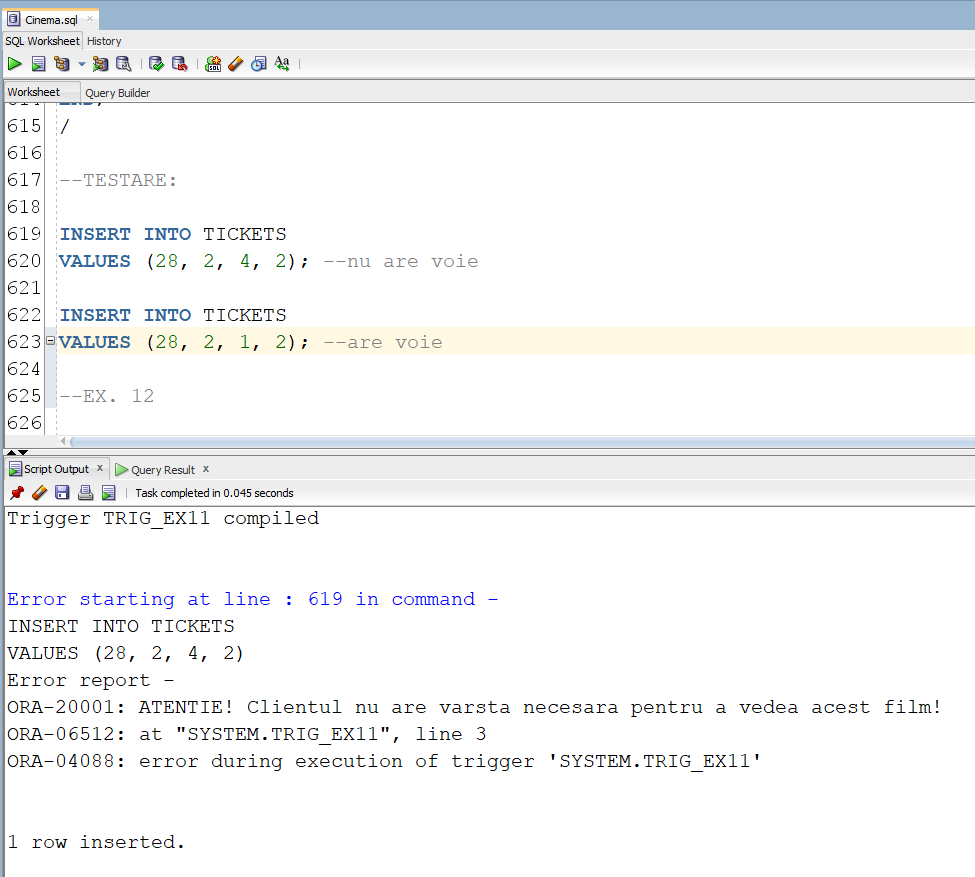 Cinema.sql
SQL Worksheet History
Worksheet Query Builder
615 /
616
617 --TESTARE:
618
619 INSERT INTO TICKETS
620 VALUES (28, 2, 4, 2); --nu are voie
621
622 INSERT INTO TICKETS
623 VALUES (28, 2, 1, 2); --are voie
624
625 --EX. 12
626
Script Output x Query Result x
Task completed in 0.045 seconds
Trigger TRIG_EX11 compiled
Error starting at line : 619 in command -
INSERT INTO TICKETS
VALUES (28, 2, 4, 2)
Error report -
ORA-20001: ATENTIE! Clientul nu are varsta necesara pentru a vedea acest film!
ORA-06512: at "SYSTEM.TRIG_EX11", line 3
ORA-04088: error during execution of trigger 'SYSTEM.TRIG_EX11'
1 row inserted.